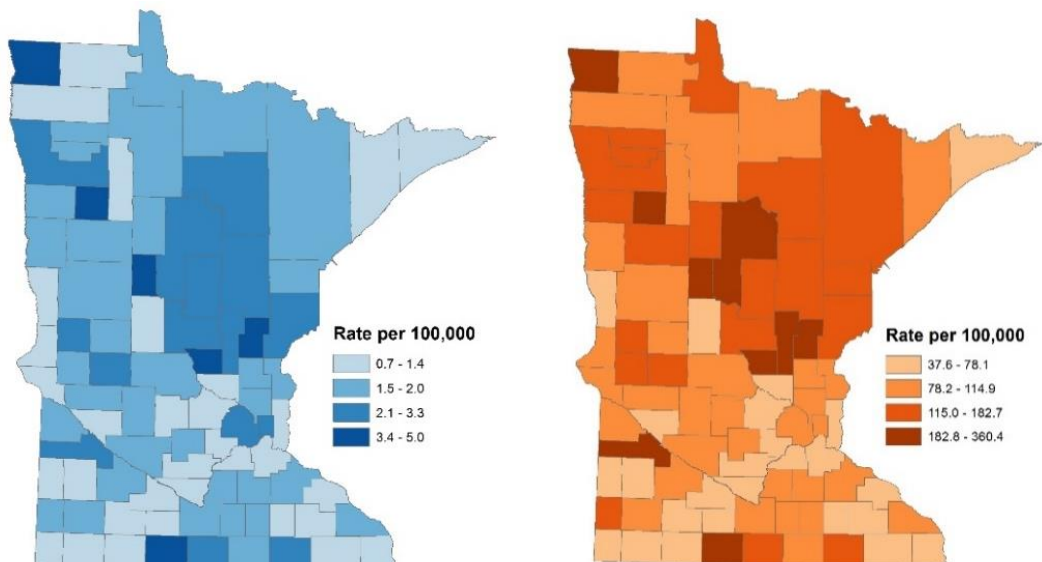 Rate per 100,000
0.7 - 1.4
1.5 - 2.0
2.1 - 3.3
3.4 - 5.0
Rate per 100,000
37.6 - 78.1
78.2 - 114.9
115.0 - 182.7
182.8 - 360.4